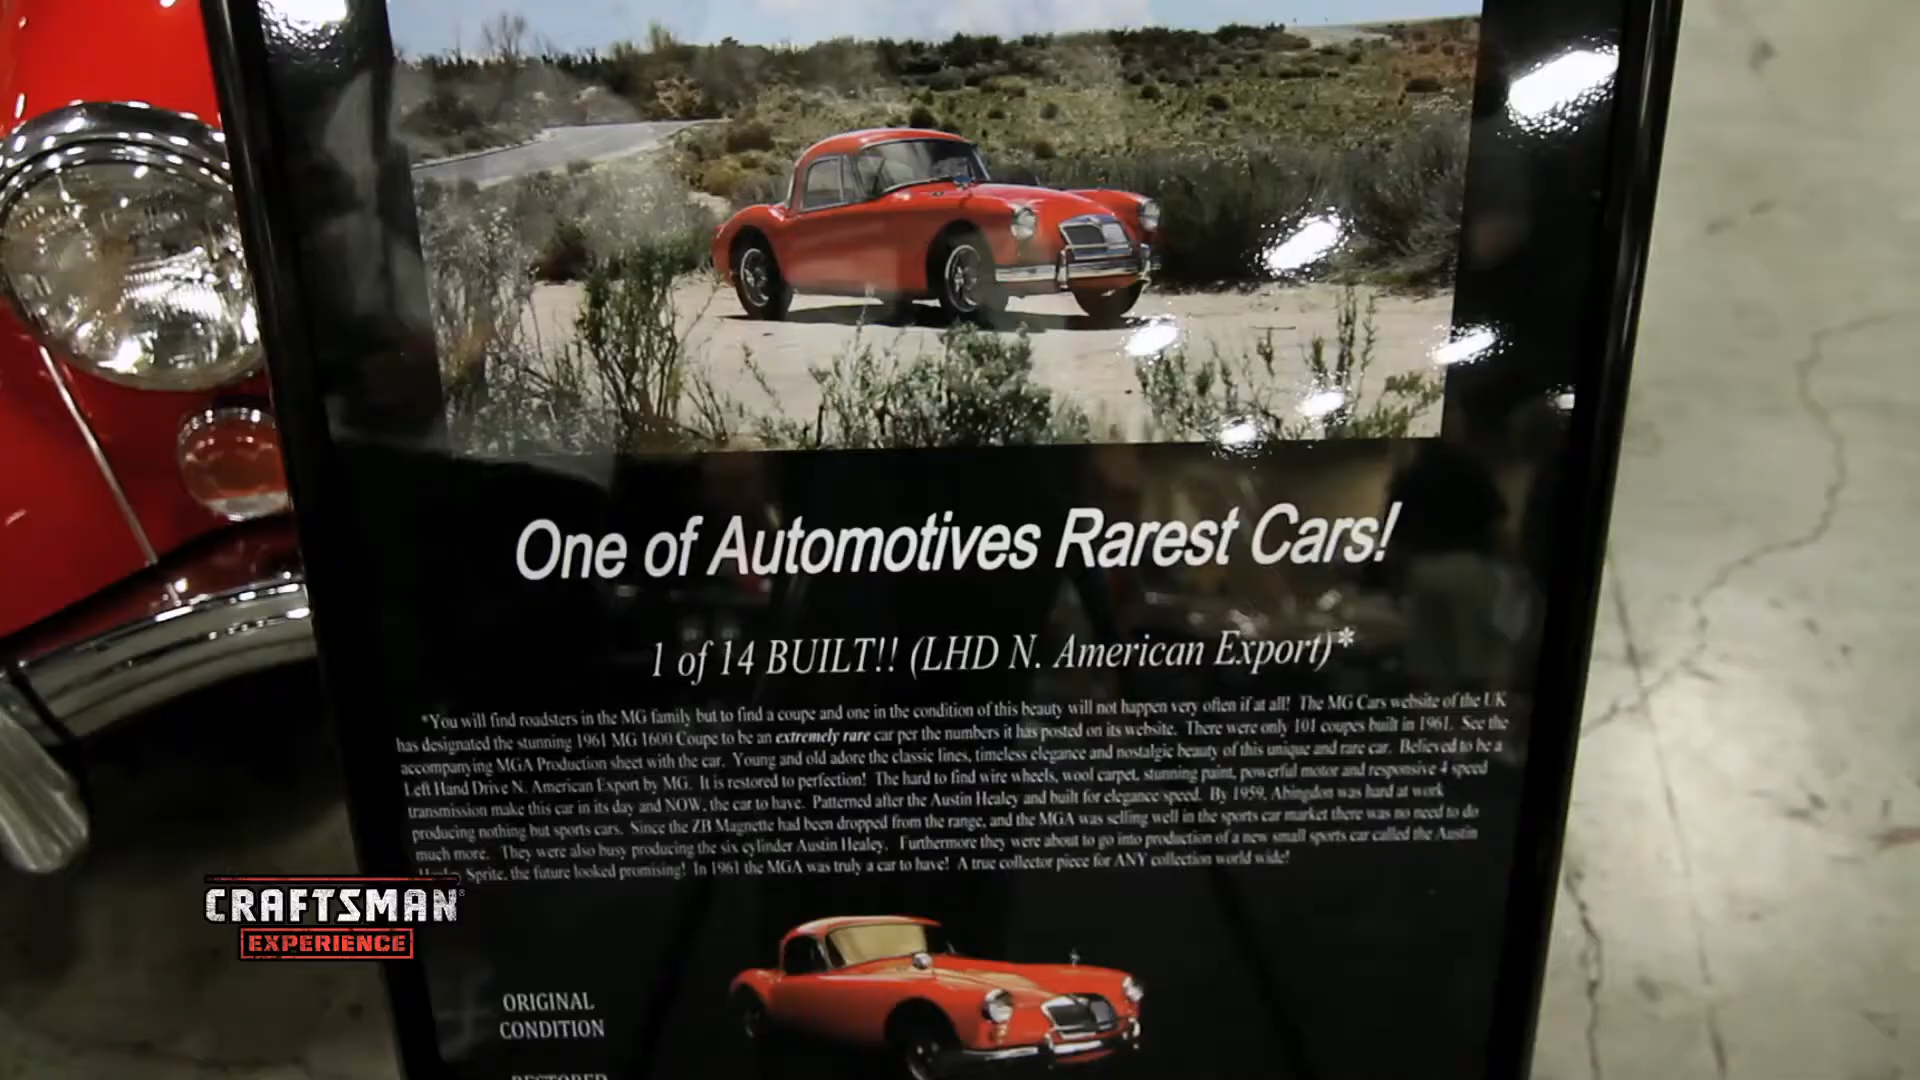 One of Automotives Rarest Cars!
1 of 14 BUILT!! (LHD N. American Export)*
*You will find roadsters in the MG family but to find a coupe and one in the condition of this beauty will not happen very often if at all! The MG Cars website of the UK
has designated the stunning 1961 MG 1600 Coupe to be an extremely rare car per the numbers it has posted on its website. There were only 101 coupes built in 1961. See the
accompanying MGA Production sheet with the car. Young and old adore the classic lines, timeless elegance and nostalgic beauty of this unique and rare car. Believed to be a
Left Hand Drive N. American Export by MG. It is restored to perfection! The hard to find wire wheels, wool carpet, stunning paint, powerful motor and responsive 4 speed
transmission make this car in its day and NOW, the car to have. Patterned after the Austin Healey and built for elegance speed. By 1959, Abingdon was hard at work
producing nothing but sports cars. Since the ZB Magnette had been dropped from the range, and the MGA was selling well in the sports car market there was no need to do
much more. They were also busy producing the six cylinder Austin Healey. Furthermore they were about to go into production of a new small sports car called the Austin
Sprite, the future looked promising! In 1961 the MGA was truly a car to have! A true collector piece for ANY collection world wide!
CRAFTSMAN®
EXPERIENCE
ORIGINAL
CONDITION
RESTORED